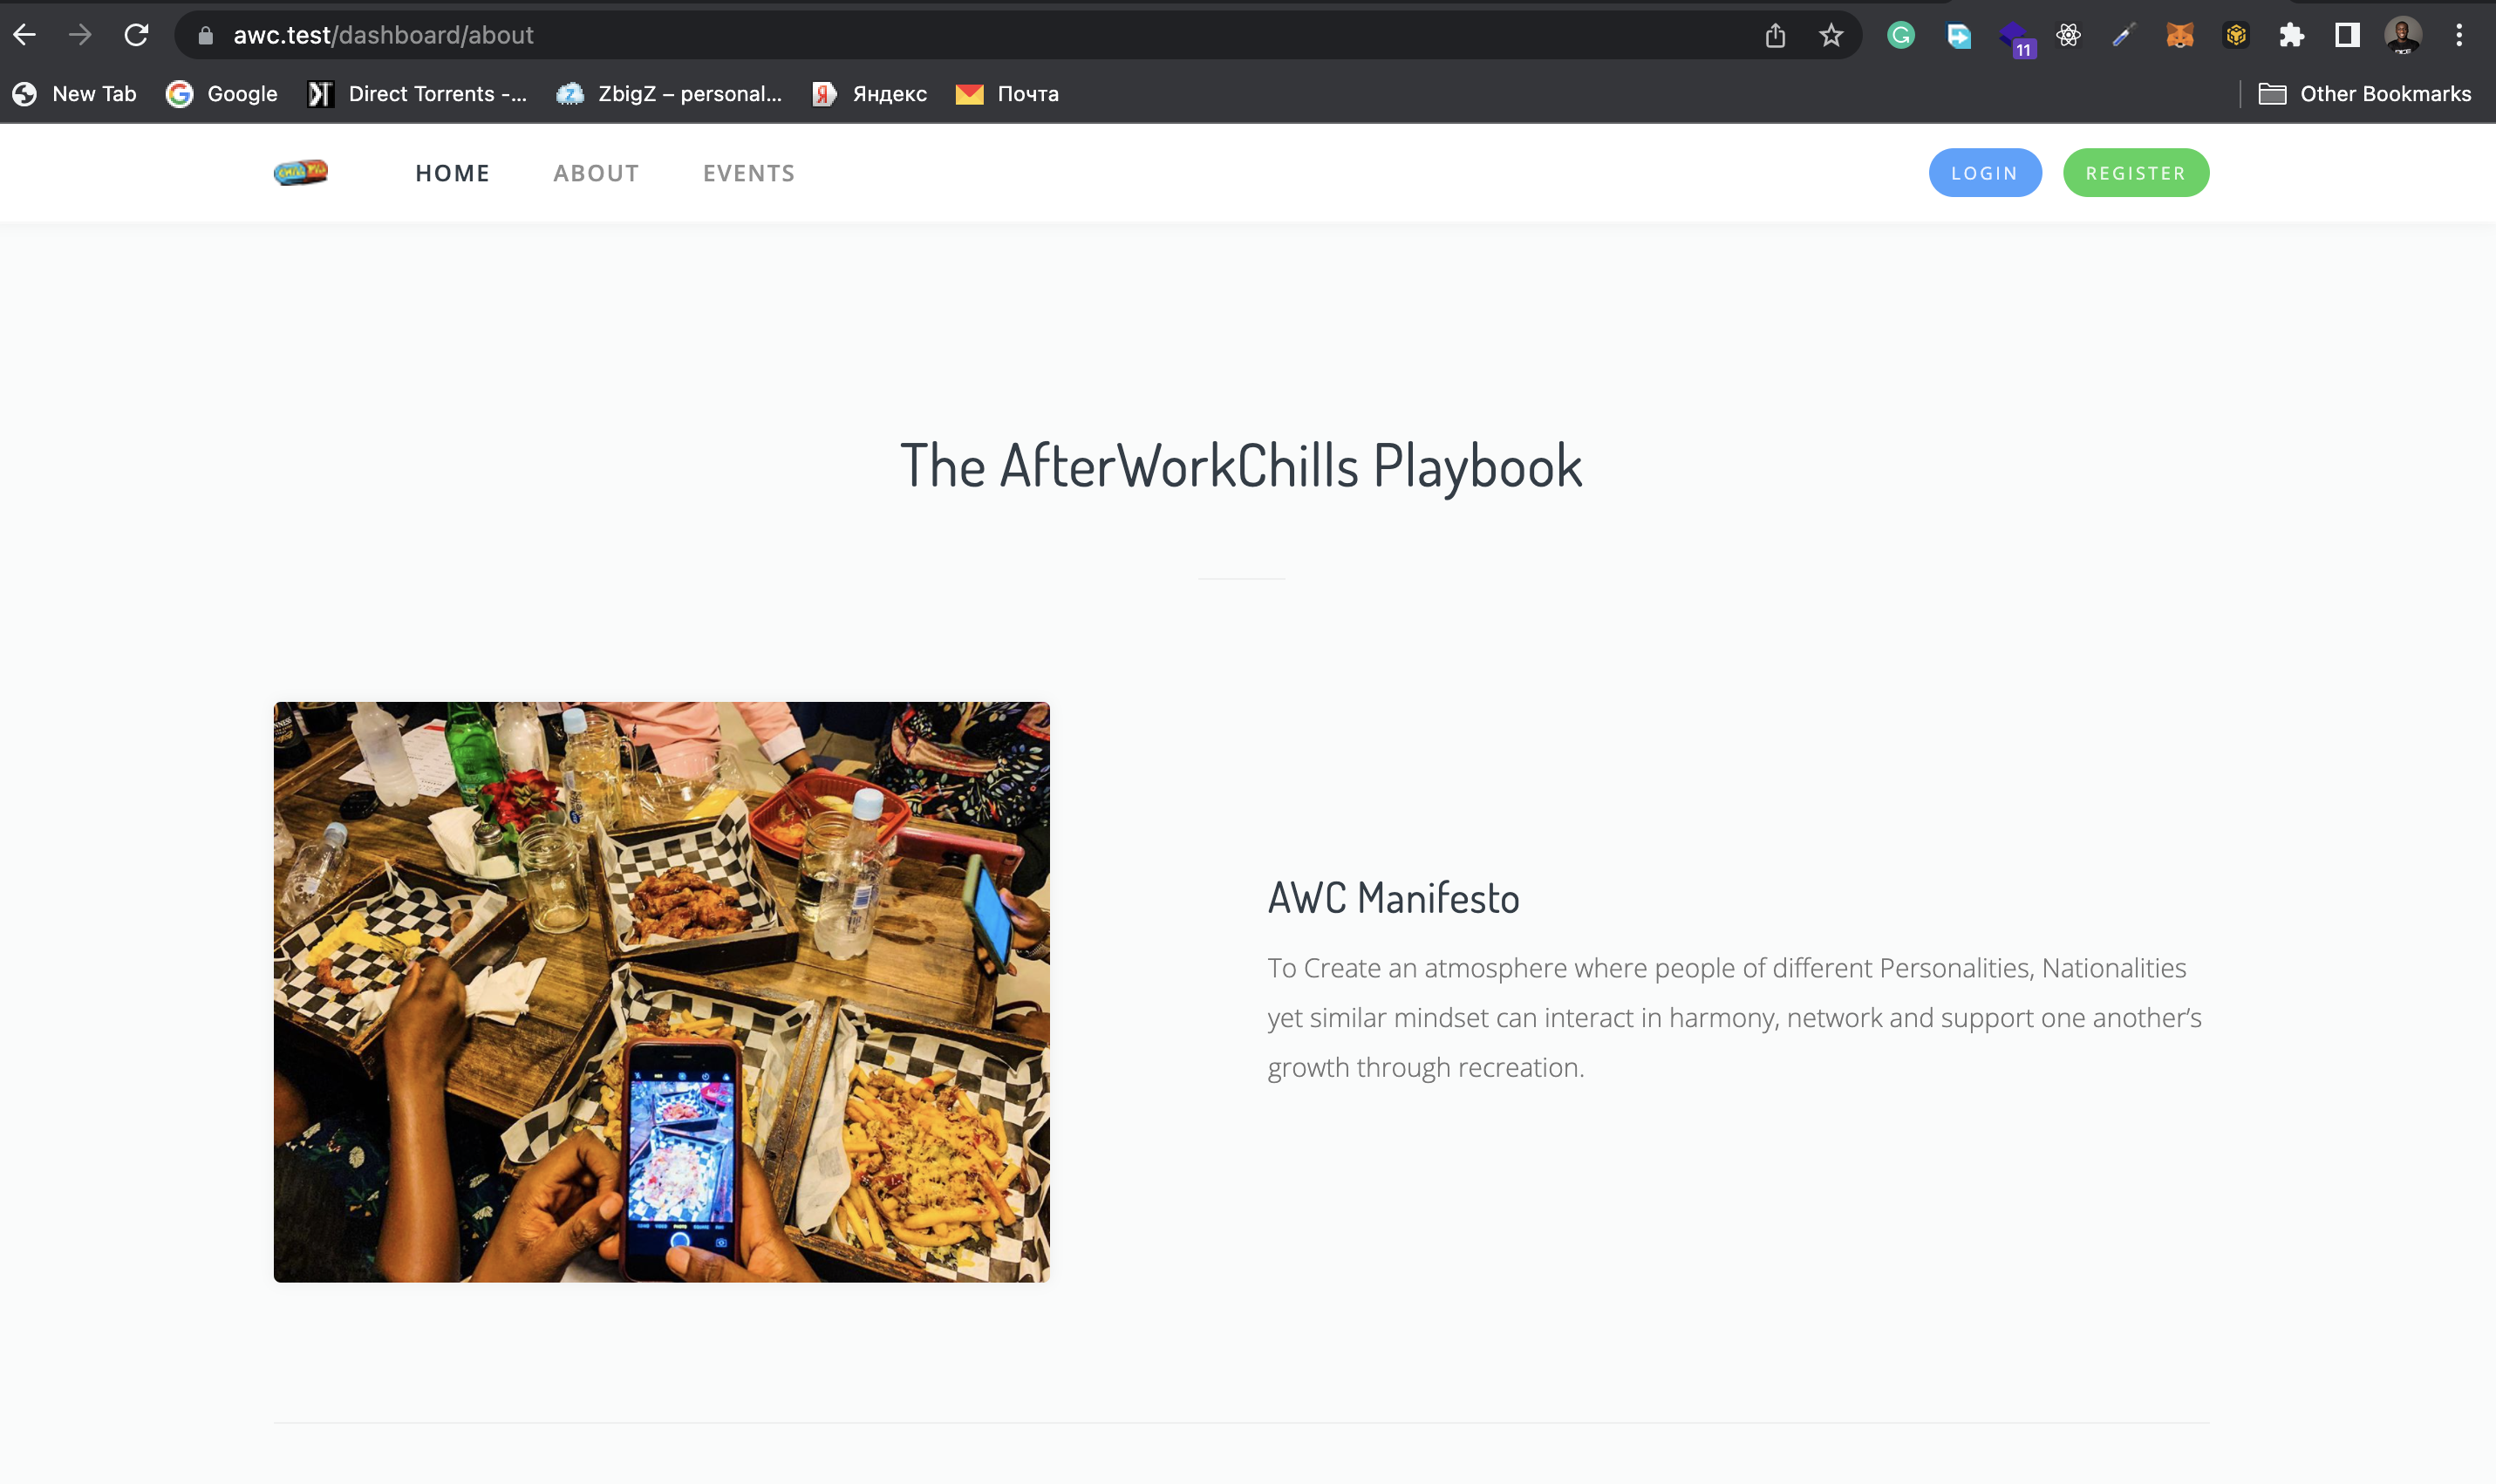 awc.test/dashboard/about
11
New Tab
Google
Direct Torrents -...
ZbigZ – personal...
Яндекс
Почта
Other Bookmarks
HOME
ABOUT
EVENTS
LOGIN
REGISTER
The AfterWorkChills Playbook
AWC Manifesto
To Create an atmosphere where people of different Personalities, Nationalities
yet similar mindset can interact in harmony, network and support one another’s
growth through recreation.